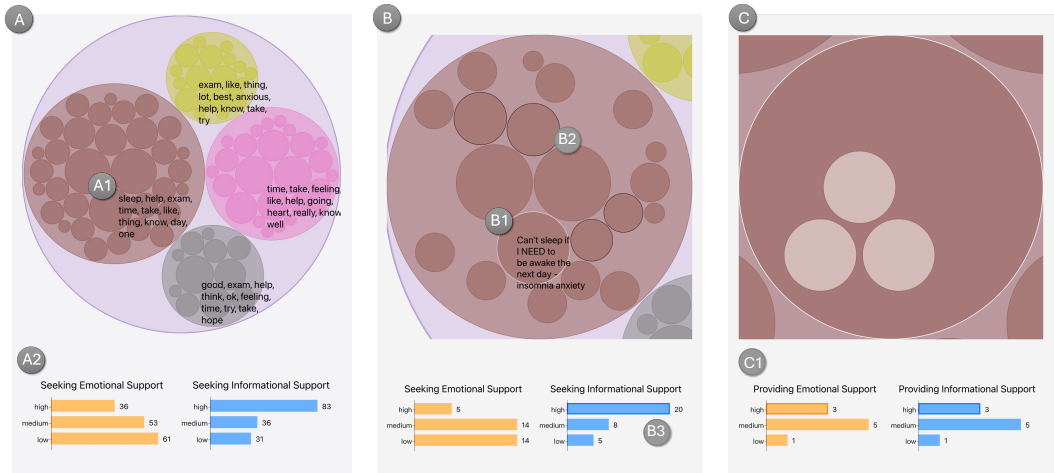 A
exam, like, thing,
lot, best, anxious,
help, know, take,
try
A1
sleep, help, exam,
time, take, like,
thing, know, day,
one
time, take, feeling,
like, help, going,
heart, really, know,
well
good, exam, help,
think, ok, feeling,
time, try, take,
hope
A2
Seeking Emotional Support
high 36
medium 53
low 61
Seeking Informational Support
high 83
medium 36
low 31
B
B2
B1
Can't sleep if
I NEED to
be awake the
next day -
insomnia anxiety
Seeking Emotional Support
high 5
medium 14
low 14
Seeking Informational Support
high 20
medium 8
low 5
B3
C
C1
Providing Emotional Support
high 3
medium 5
low 1
Providing Informational Support
high 3
medium 5
low 1